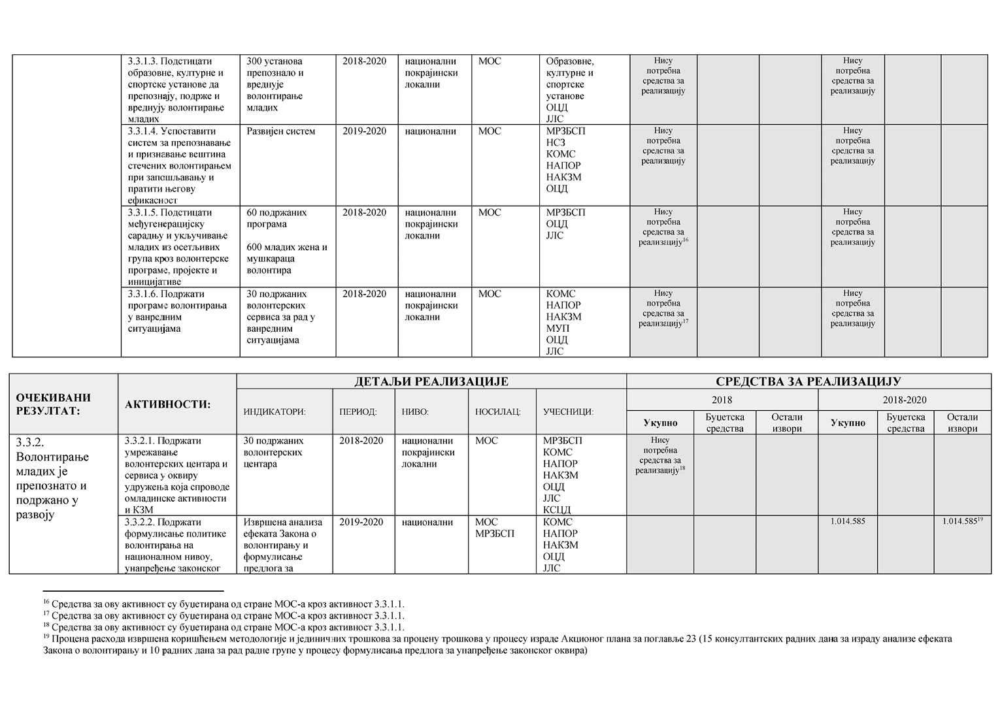 3.3.1.3. Подстицати
образовне, културне и
спортске установе да
препознају, подрже и
вреднују волонтирање
младих
300 установа
препознало и
вреднује
волонтирање
младих
2018-2020
национални
покрајински
локални
МОС
Образовне,
културне и
спортске
установе
ОЦД
ЈЛС
Нису
потребна
средства за
реализацију
Нису
потребна
средства за
реализацију
3.3.1.4. Успоставити
систем за препознавање
и признавање вештина
стечених волонтирањем
при запошљавању и
пратити његову
ефикасност
Развијен систем
2019-2020
национални
МОС
МРЗБСП
НСЗ
КОМС
НАПОР
НАКЗМ
ОЦД
Нису
потребна
средства за
реализацију
Нису
потребна
средства за
реализацију
3.3.1.5. Подстицати
међугенерацијску
сарадњу и укључивање
младих из осетљивих
група кроз волонтерске
програме, пројекте и
иницијативе
60 подржаних
програма
600 младих жена и
мушкараца
волонтира
2018-2020
национални
покрајински
локални
МОС
МРЗБСП
ОЦД
ЈЛС
Нису
потребна
средства за
реализацију16
Нису
потребна
средства за
реализацију
3.3.1.6. Подржати
програме волонтирања
у ванредним
ситуацијама
30 подржаних
волонтерских
сервиса за рад у
ванредним
ситуацијама
2018-2020
национални
покрајински
локални
МОС
КОМС
НАПОР
НАКЗМ
МУП
ОЦД
ЈЛС
Нису
потребна
средства за
реализацију17
Нису
потребна
средства за
реализацију
ОЧЕКИВАНИ
РЕЗУЛТАТ:
АКТИВНОСТИ:
ДЕТАЉИ РЕАЛИЗАЦИЈЕ
СРЕДСТВА ЗА РЕАЛИЗАЦИЈУ
ИНДИКАТОРИ:
ПЕРИОД:
НИВО:
НОСИЛАЦ:
УЧЕСНИЦИ:
2018
2018-2020
Укупно
Буџетска
средства
Остали
извори
Укупно
Буџетска
средства
Остали
извори
3.3.2.
Волонтирање
младих је
препознато и
подржано у
развоју
3.3.2.1. Подржати
умрежавање
волонтерских центара и
сервиса у оквиру
удружења која спроводе
омладинске активности
и КЗМ
30 подржаних
волонтерских
центара
2018-2020
национални
покрајински
локални
МОС
МРЗБСП
КОМС
НАПОР
НАКЗМ
ОЦД
ЈЛС
КСЦД
Нису
потребна
средства за
реализацију18
3.3.2.2. Подржати
формулисање политике
волонтирања на
националном нивоу,
унапређење законског
Извршена анализа
ефеката Закона о
волонтирању и
формулисање
предлога за
2019-2020
национални
МОС
МРЗБСП
КОМС
НАПОР
НАКЗМ
ОЦД
ЈЛС
1.014.585
1.014.58519
16 Средства за ову активност су буџетирана од стране МОС-а кроз активност 3.3.1.1.
17 Средства за ову активност су буџетирана од стране МОС-а кроз активност 3.3.1.1.
18 Средства за ову активност су буџетирана од стране МОС-а кроз активност 3.3.1.1.
19 Процена расхода извршена коришћењем методологије и јединичних трошкова за процену трошкова у процесу израде Акционог плана за поглавље 23 (15 консултантских радних дана за израду анализе ефеката
Закона о волонтирању и 10 радних дана за рад радне групе у процесу формулисања предлога за унапређење законског оквира)